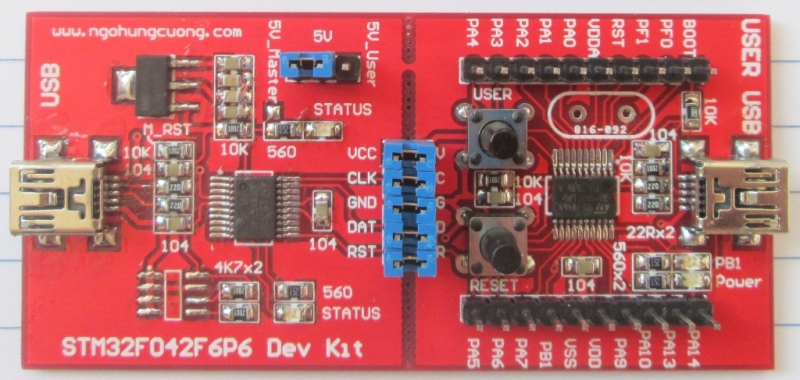 www.ngohungcuong.com
USB
5V
5V_Master
5V_User
STATUS
M_RST
10K
10K
560
104
104
4K7x2
560
STATUS
STM32F042F6P6 Dev Kit
VCC
CLK
GND
DAT
RST
V
C
G
D
R
PA4 PA3 PA2 PA1 PA0 VDDA RST PF1 PF0 BOOT
USER
USER USB
816-092
10K
104
10K
10K
104
22Rx2
RESET
104
560x2
PB1
Power
PA5 PA6 PA7 PB1 VSS VDD PA9 PA10 PA13 PA14